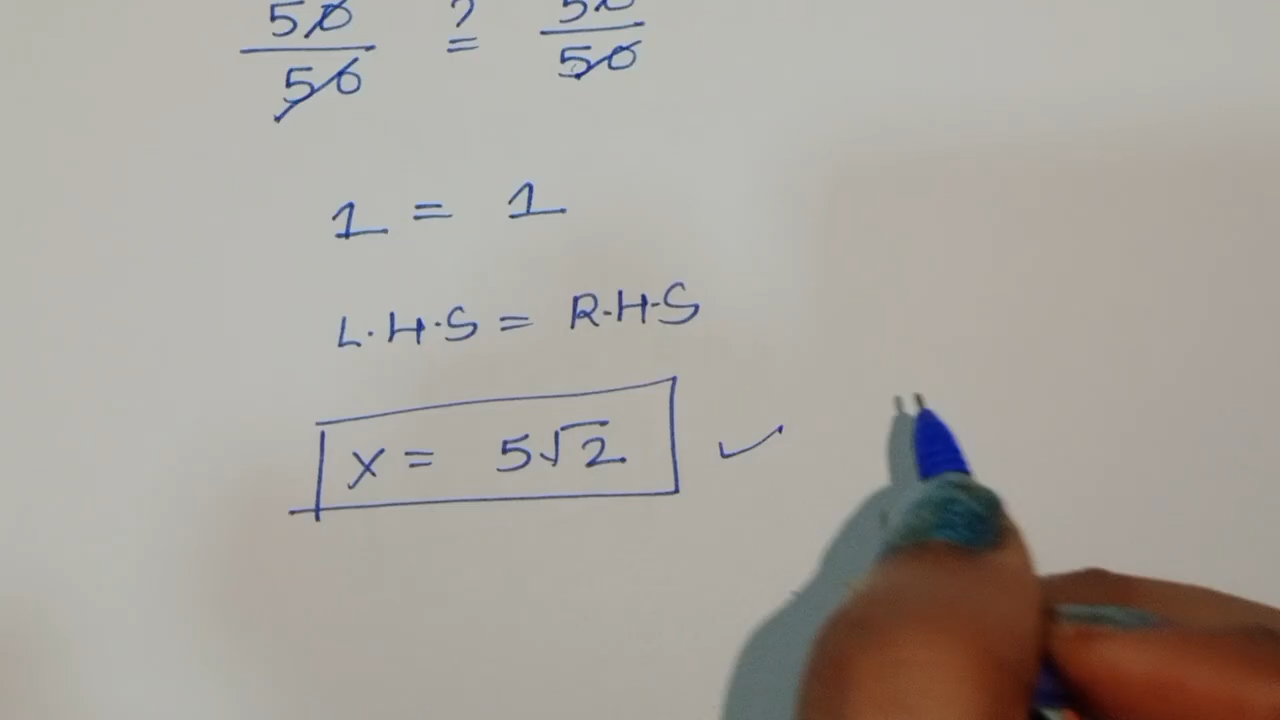 50/50 ?= 50/50
1 = 1
L.H.S = R.H.S
x = 5√2 ✓